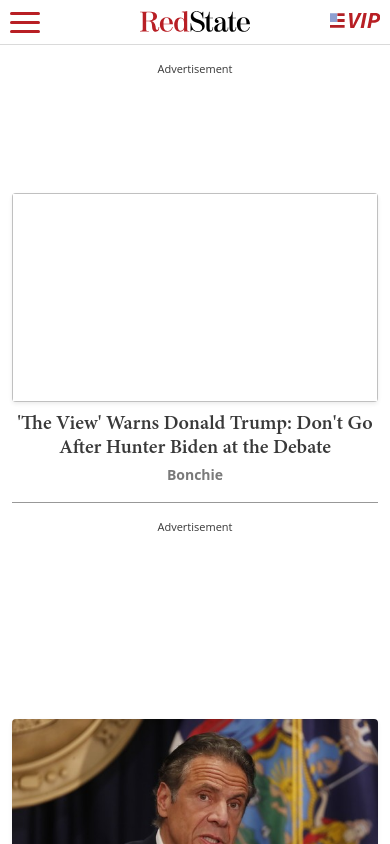 RedState
VIP
Advertisement
'The View' Warns Donald Trump: Don't Go
After Hunter Biden at the Debate
Bonchie
Advertisement